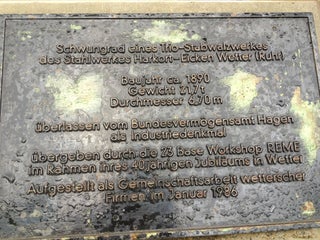 Schwungrad eines Trio-Stabwalzwerkes
des Stahlwerkes Harkort-Eicken Wetter (Ruhr)
Baujahr ca. 1890
Gewicht 21,7 t
Durchmesser 6,70 m
überlassen vom Bundesvermögensamt Hagen
als Industriedenkmal
übergeben durch die 23 Base Workshop REME
im Rahmen ihres 40jährigen Jubiläums in Wetter
Aufgestellt als Gemeinschaftsarbeit wetterscher
Firmen im Januar 1986